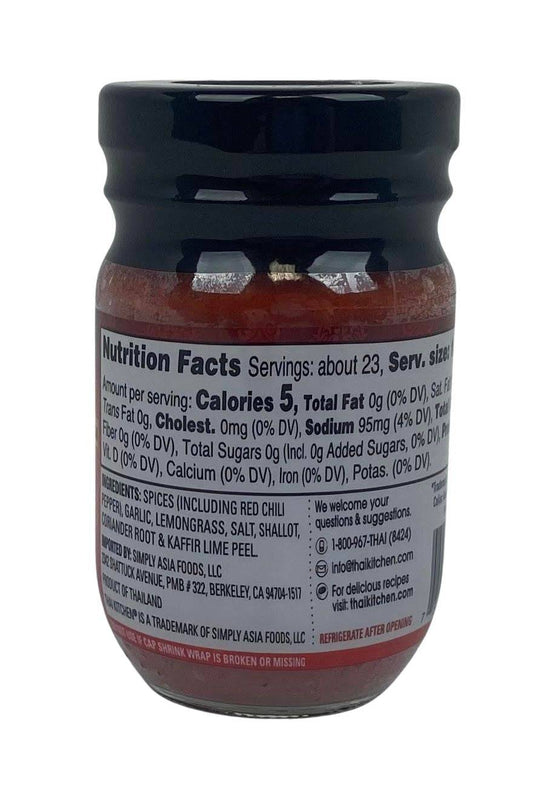 Nutrition Facts Servings: about 23, Serv. size:
Amount per serving: Calories 5, Total Fat 0g (0% DV), Sat. Fat
Trans Fat 0g, Cholest. 0mg (0% DV), Sodium 95mg (4% DV), Total
Fiber 0g (0% DV), Total Sugars 0g (Incl. 0g Added Sugars, 0% DV),
Vit. D (0% DV), Calcium (0% DV), Iron (0% DV), Potas. (0% DV).
INGREDIENTS: SPICES (INCLUDING RED CHILI
PEPPER), GARLIC, LEMONGRASS, SALT, SHALLOT,
CORIANDER ROOT & KAFFIR LIME PEEL.
IMPORTED BY: SIMPLY ASIA FOODS, LLC
2342 SHATTUCK AVENUE, PMB # 322, BERKELEY, CA 94704-1517
PRODUCT OF THAILAND
THAI KITCHEN® IS A TRADEMARK OF SIMPLY ASIA FOODS, LLC
We welcome your
questions & suggestions.
1-800-967-THAI (8424)
info@thaikitchen.com
For delicious recipes
visit: thaikitchen.com
REFRIGERATE AFTER OPENING
USE IF CAP SHRINK WRAP IS BROKEN OR MISSING
7